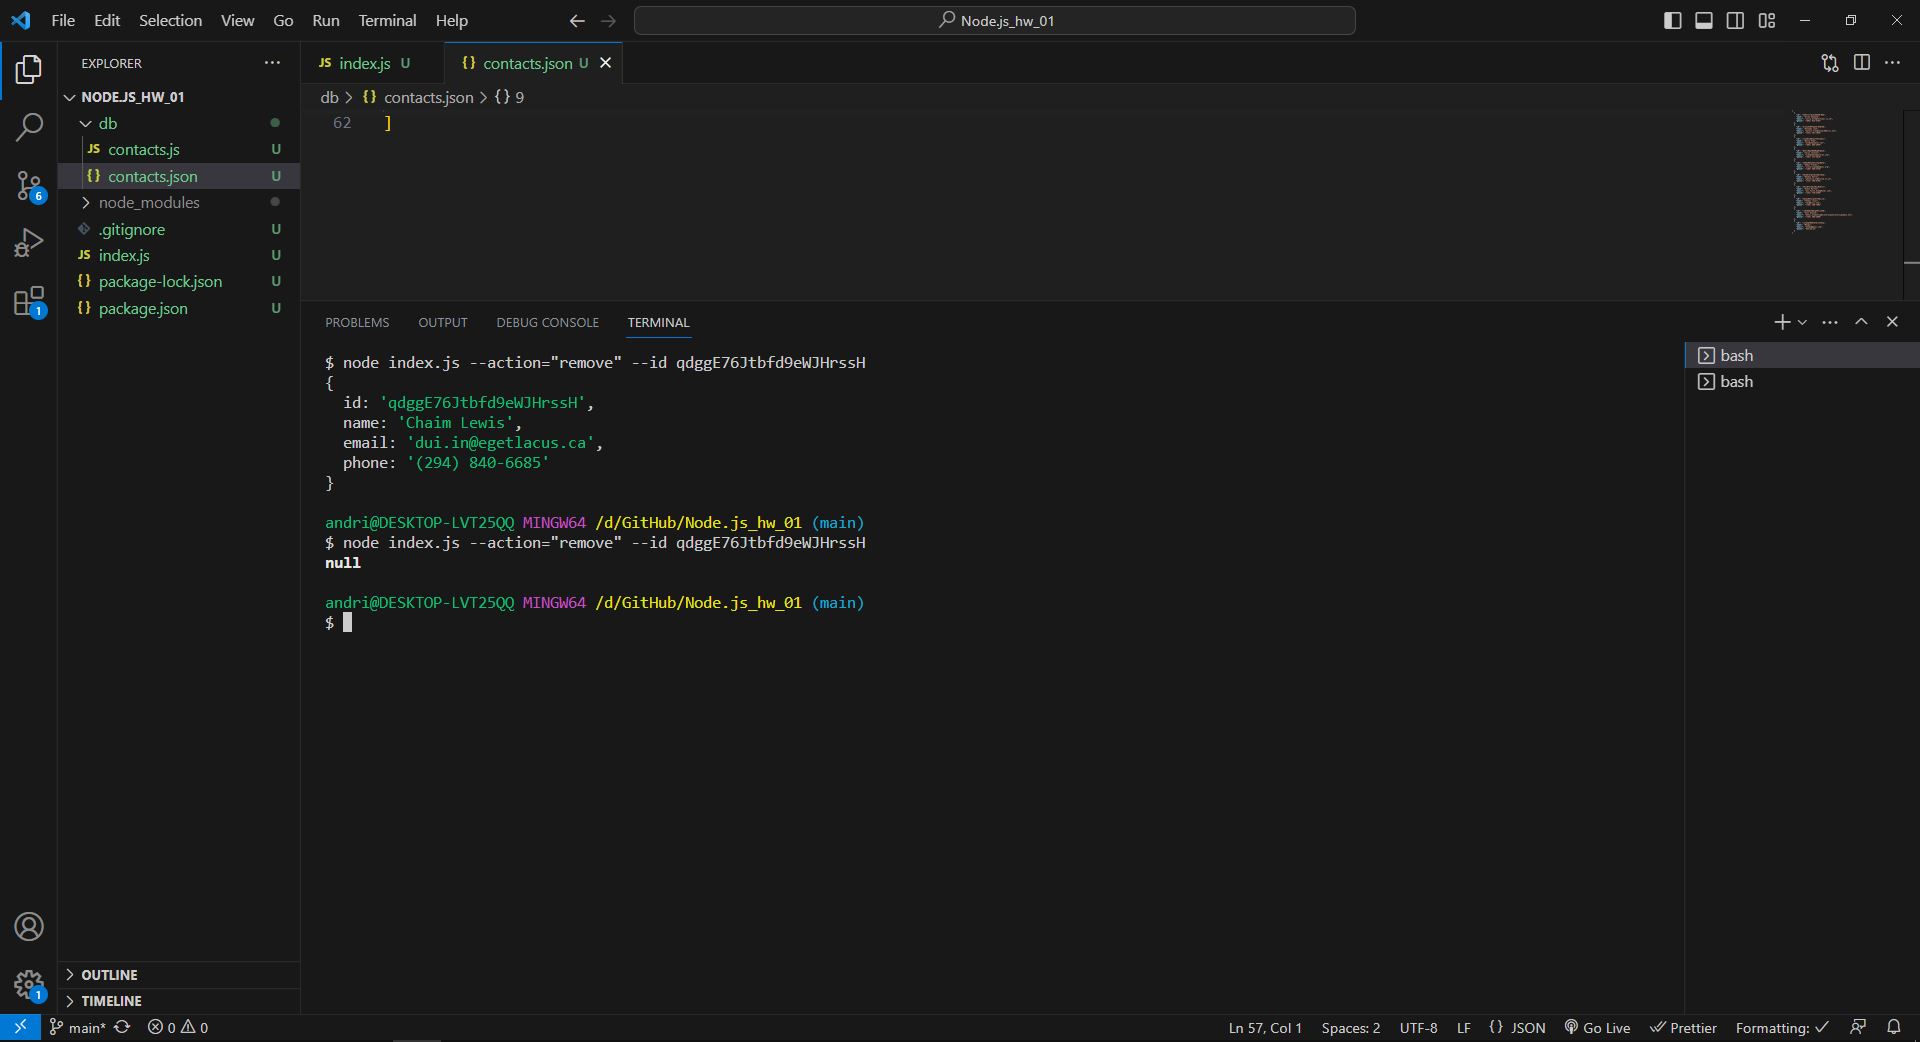 File Edit Selection View Go Run Terminal Help
Node.js_hw_01
EXPLORER
NODE.JS_HW_01
db
JS contacts.js U
{} contacts.json U
node_modules
.gitignore U
JS index.js U
{} package-lock.json U
{} package.json U
6
1
OUTLINE
TIMELINE
1
JS index.js U
{} contacts.json U
db > {} contacts.json > {} 9
62 ]
PROBLEMS OUTPUT DEBUG CONSOLE TERMINAL
$ node index.js --action="remove" --id qdggE76Jtbfd9eWJHrssH
{
id: 'qdggE76Jtbfd9eWJHrssH',
name: 'Chaim Lewis',
email: 'dui.in@egetlacus.ca',
phone: '(294) 840-6685'
}
andri@DESKTOP-LVT25QQ MINGW64 /d/GitHub/Node.js_hw_01 (main)
$ node index.js --action="remove" --id qdggE76Jtbfd9eWJHrssH
null
andri@DESKTOP-LVT25QQ MINGW64 /d/GitHub/Node.js_hw_01 (main)
$
bash
bash
main* 0 0
Ln 57, Col 1 Spaces: 2 UTF-8 LF {} JSON Go Live Prettier Formatting: ✓